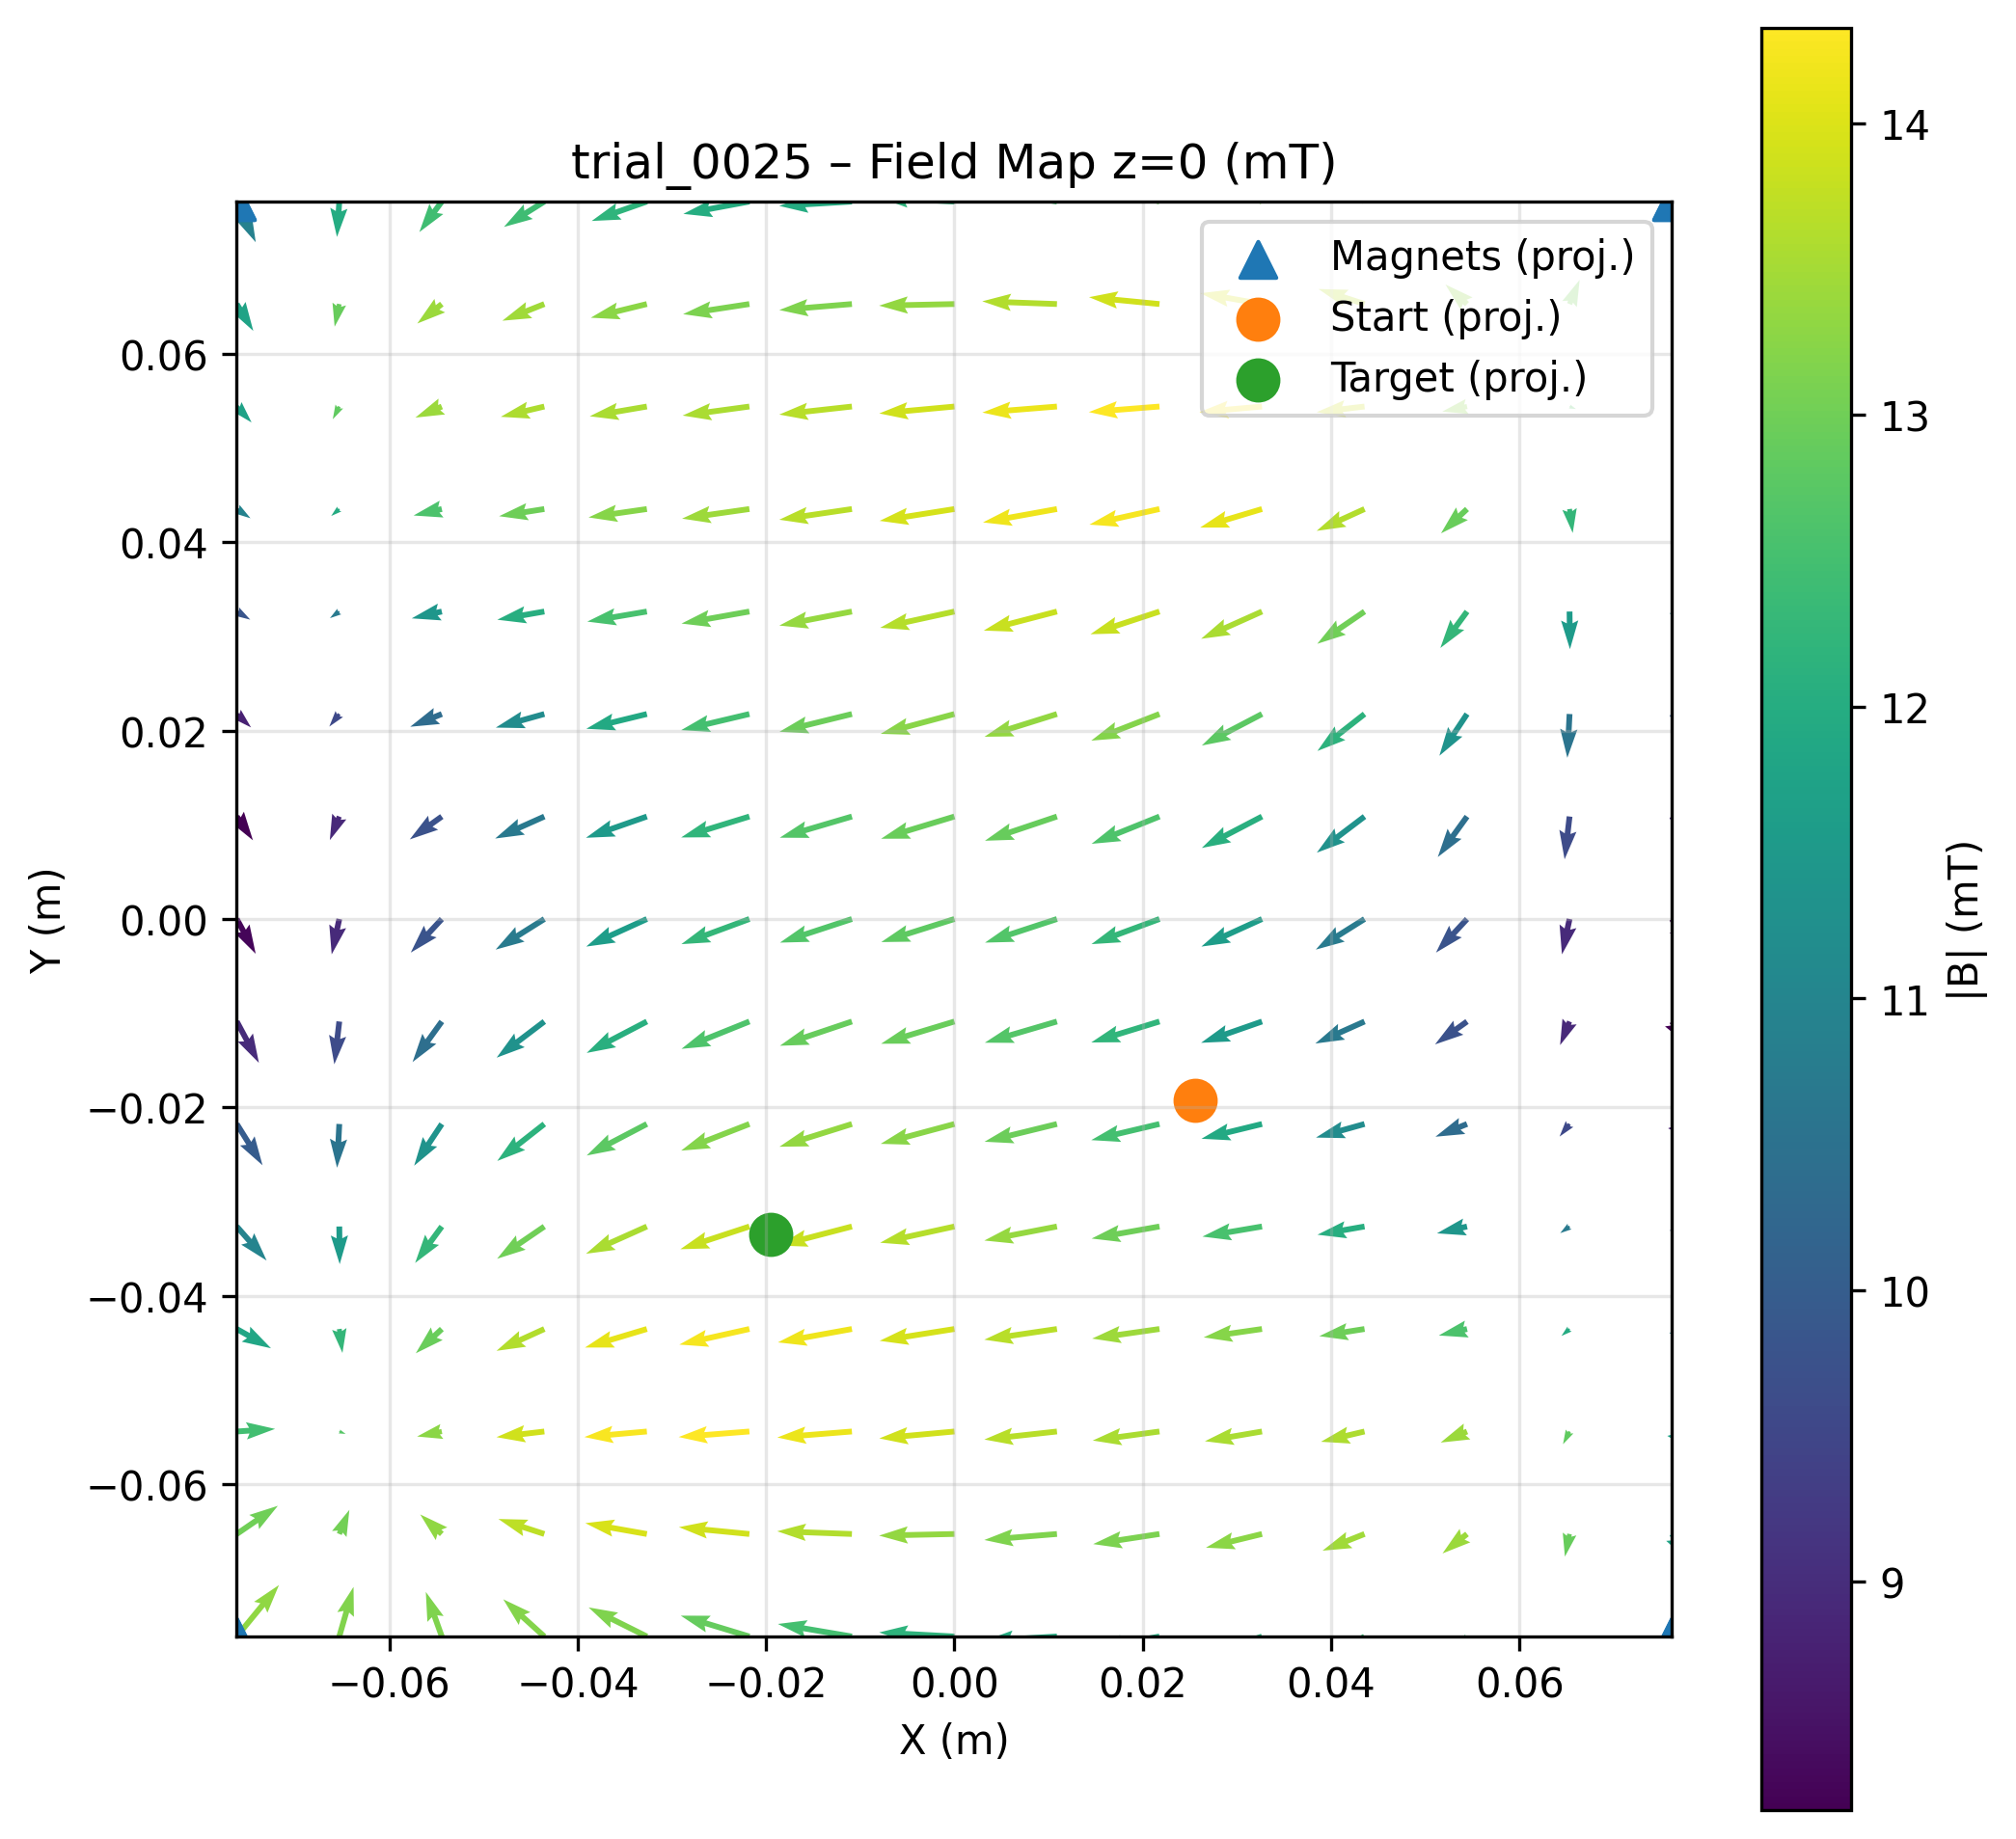 trial_0025 – Field Map z=0 (mT)
Magnets (proj.)
Start (proj.)
Target (proj.)
0.06
0.04
0.02
0.00
−0.02
−0.04
−0.06
Y (m)
−0.06 −0.04 −0.02 0.00 0.02 0.04 0.06
X (m)
14
13
12
11
10
9
|B| (mT)